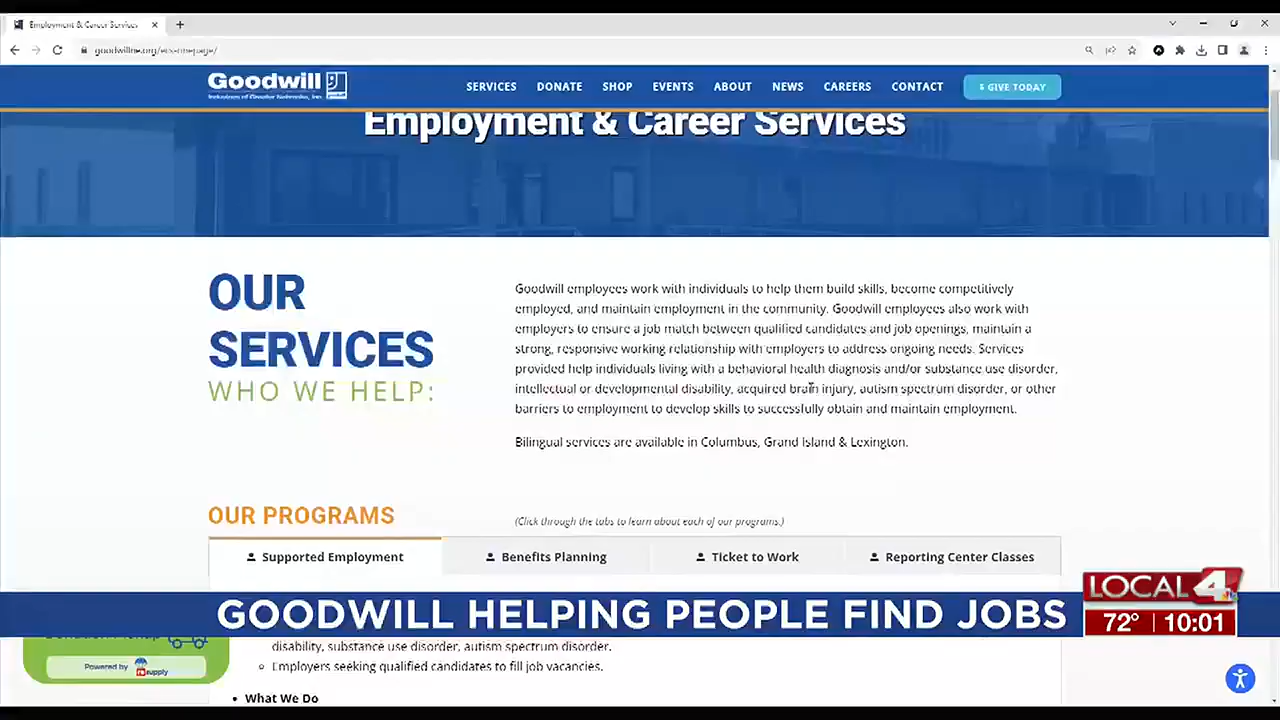 Employment & Career Services
goodwillne.org/ecs-homepage/
Goodwill
Industries of Greater Nebraska, Inc.
SERVICES DONATE SHOP EVENTS ABOUT NEWS CAREERS CONTACT $ GIVE TODAY
Employment & Career Services
OUR
SERVICES
WHO WE HELP:
Goodwill employees work with individuals to help them build skills, become competitively
employed, and maintain employment in the community. Goodwill employees also work with
employers to ensure a job match between qualified candidates and job openings, maintain a
strong, responsive working relationship with employers to address ongoing needs. Services
provided help individuals living with a behavioral health diagnosis and/or substance use disorder,
intellectual or developmental disability, acquired brain injury, autism spectrum disorder, or other
barriers to employment to develop skills to successfully obtain and maintain employment.
Bilingual services are available in Columbus, Grand Island & Lexington.
OUR PROGRAMS
(Click through the tabs to learn about each of our programs.)
Supported Employment Benefits Planning Ticket to Work Reporting Center Classes
GOODWILL HELPING PEOPLE FIND JOBS
LOCAL 4
72° 10:01
disability, substance use disorder, autism spectrum disorder.
Powered by
supply
Employers seeking qualified candidates to fill job vacancies.
What We Do